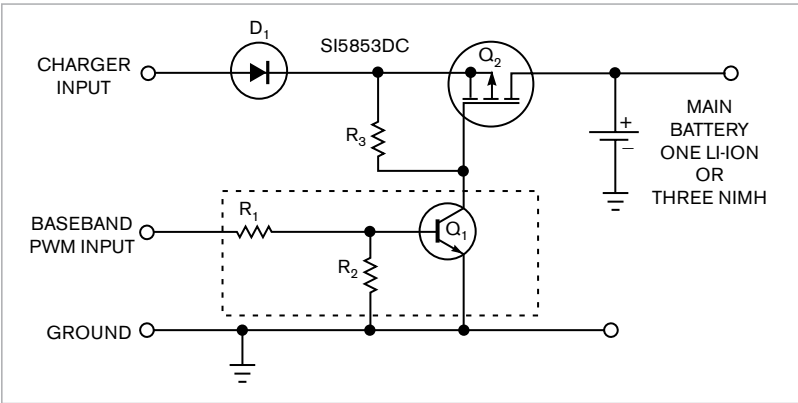 D1
SI5853DC
Q2
CHARGER
INPUT
R3
+
−
MAIN
BATTERY
ONE LI-ION
OR
THREE NIMH
BASEBAND
PWM INPUT
R1
Q1
R2
GROUND